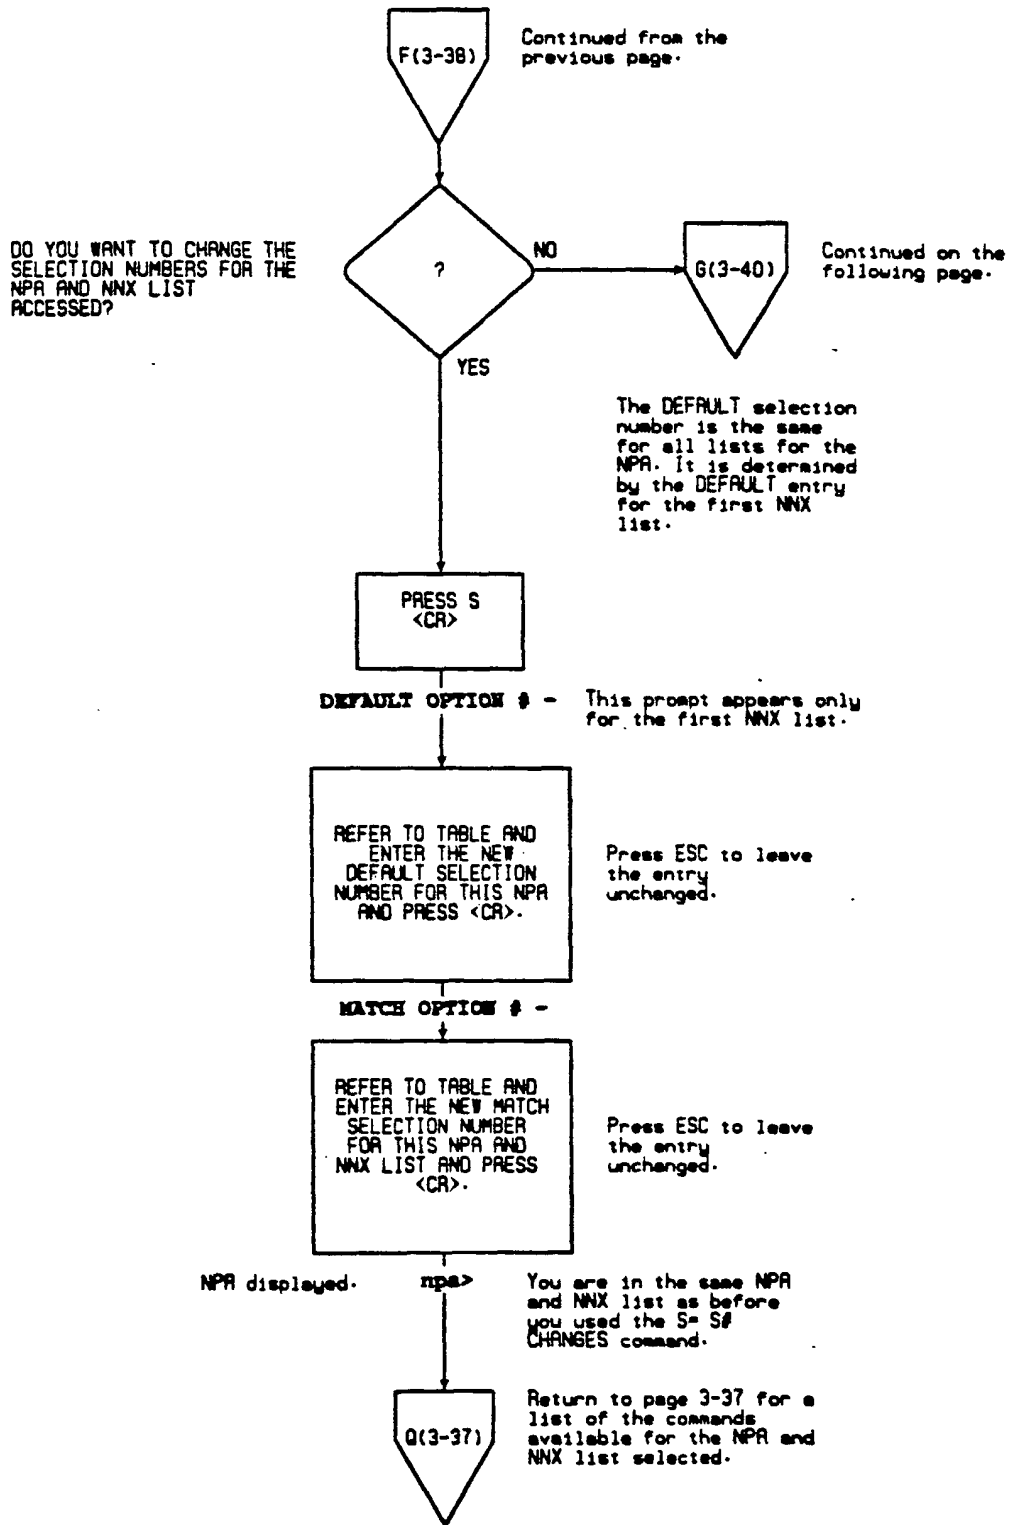 F(3-38)
Continued from the
previous page.
DO YOU WANT TO CHANGE THE
SELECTION NUMBERS FOR THE
NPA AND NNX LIST
ACCESSED?
?
NO
G(3-40)
Continued on the
following page.
YES
The DEFAULT selection
number is the same
for all lists for the
NPA. It is determined
by the DEFAULT entry
for the first NNX
list.
PRESS S
<CR>
DEFAULT OPTION # -
This prompt appears only
for the first NNX list.
REFER TO TABLE AND
ENTER THE NEW
DEFAULT SELECTION
NUMBER FOR THIS NPA
AND PRESS <CR>.
Press ESC to leave
the entry
unchanged.
MATCH OPTION # -
REFER TO TABLE AND
ENTER THE NEW MATCH
SELECTION NUMBER
FOR THIS NPA AND
NNX LIST AND PRESS
<CR>.
Press ESC to leave
the entry
unchanged.
NPA displayed.
npa>
You are in the same NPA
and NNX list as before
you used the S= S#
CHANGES command.
Q(3-37)
Return to page 3-37 for a
list of the commands
available for the NPA and
NNX list selected.